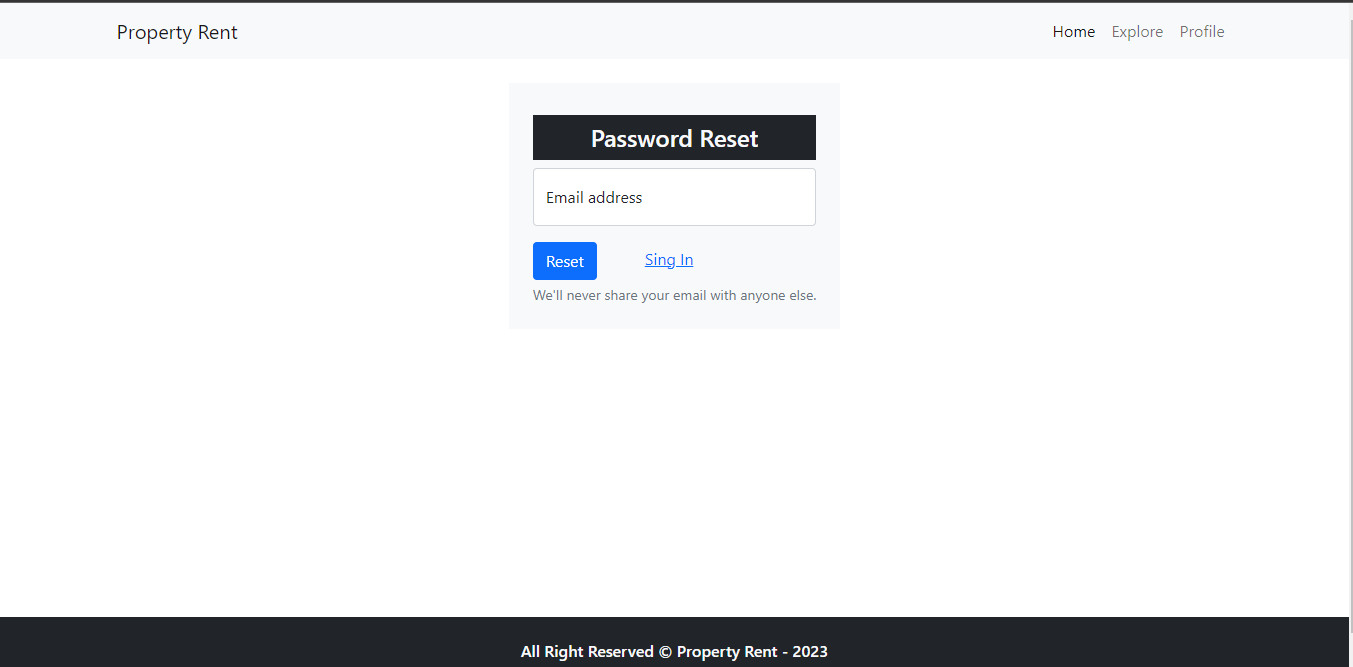 Property Rent
Home Explore Profile
Password Reset
Email address
Reset
Sing In
We'll never share your email with anyone else.
All Right Reserved © Property Rent - 2023